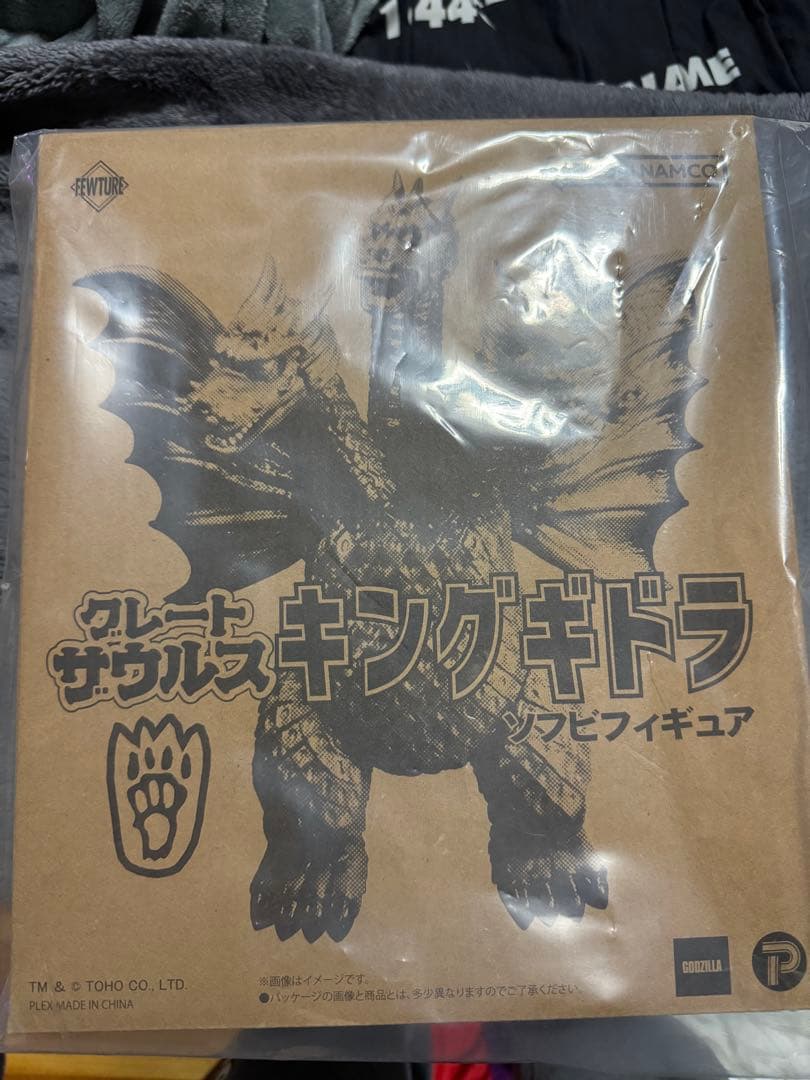 144
AME
FEWTURE
NAMCO
グレート
ザウルス
キングギドラ
ソフビフィギュア
TM & © TOHO CO., LTD.
PLEX MADE IN CHINA
※画像はイメージです.
●パッケージの画像と商品とは、多少異なりますのでご了承ください.
GODZILLA
P